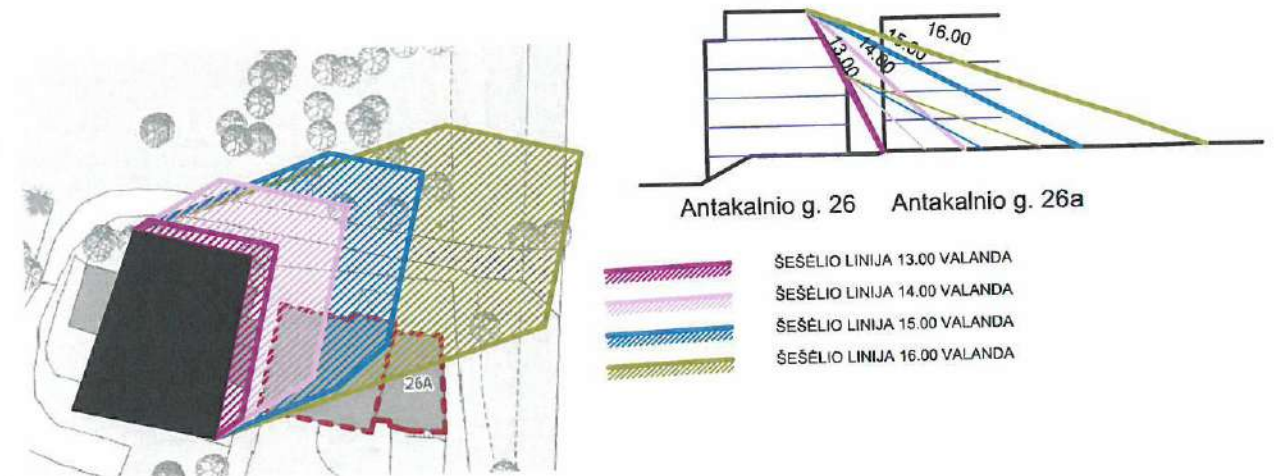 26A
13.00
14.00
15.00
16.00
Antakalnio g. 26
Antakalnio g. 26a
ŠEŠĖLIO LINIJA 13.00 VALANDA
ŠEŠĖLIO LINIJA 14.00 VALANDA
ŠEŠĖLIO LINIJA 15.00 VALANDA
ŠEŠĖLIO LINIJA 16.00 VALANDA